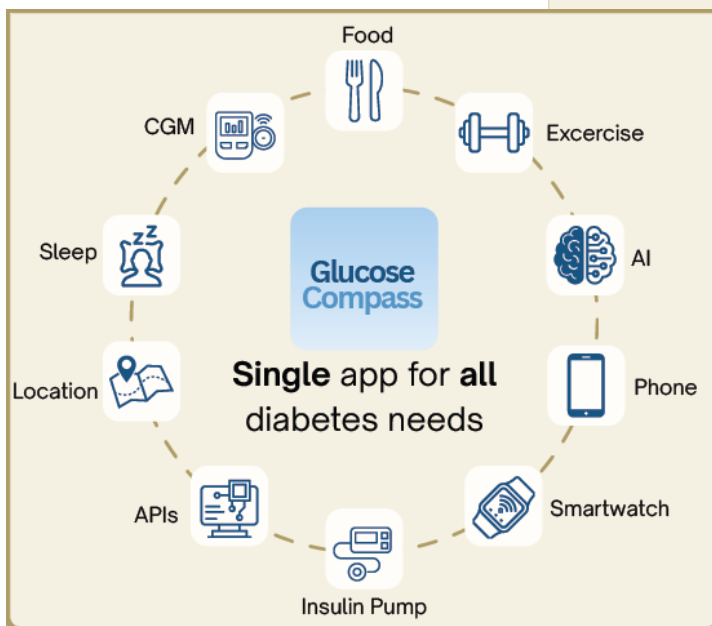 Food
CGM
Excercise
Sleep
zzz
AI
Glucose
Compass
Single app for all
diabetes needs
Location
Phone
APIs
Smartwatch
Insulin Pump